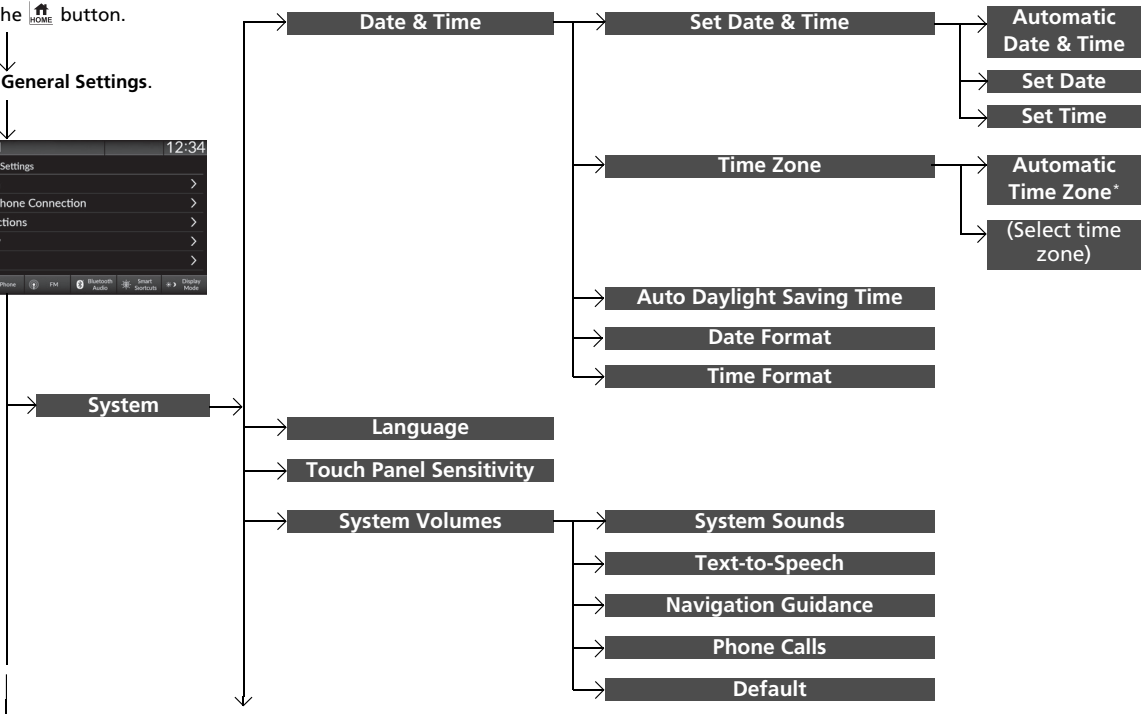 he HOME button.
General Settings.
12:34
Settings
hone Connection
ctions
Phone
FM
Bluetooth
Audio
Smart
Shortcuts
Display
Mode
System
Date & Time
Set Date & Time
Automatic
Date & Time
Set Date
Set Time
Time Zone
Automatic
Time Zone*
(Select time
zone)
Auto Daylight Saving Time
Date Format
Time Format
Language
Touch Panel Sensitivity
System Volumes
System Sounds
Text-to-Speech
Navigation Guidance
Phone Calls
Default